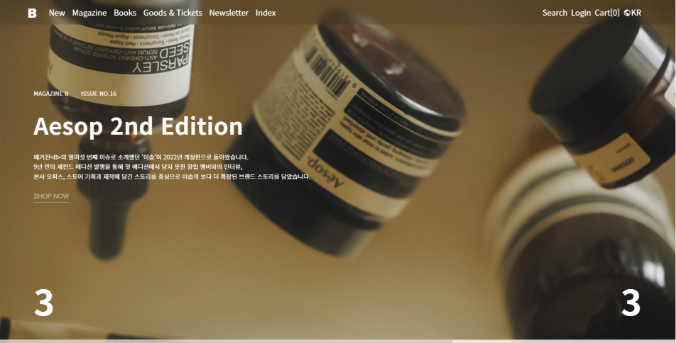 B New Magazine Books Goods & Tickets Newsletter Index Search Login Cart[0] KR
PARSLEY
SEED
MAGAZINE B ISSUE NO.16
Aesop 2nd Edition
매거진<B>의 열여섯 번째 이슈로 소개했던 '이솝'이 2022년 개정판으로 돌아왔습니다.
9년 만의 세컨드 에디션 발행을 통해 첫 에디션에서 담지 못한 창립 멤버와의 인터뷰,
본사 오피스, 스토어 기획과 제작에 담긴 스토리를 중심으로 이솝의 보다 더 확장된 브랜드 스토리를 담았습니다.
SHOP NOW
Aesop
3 3